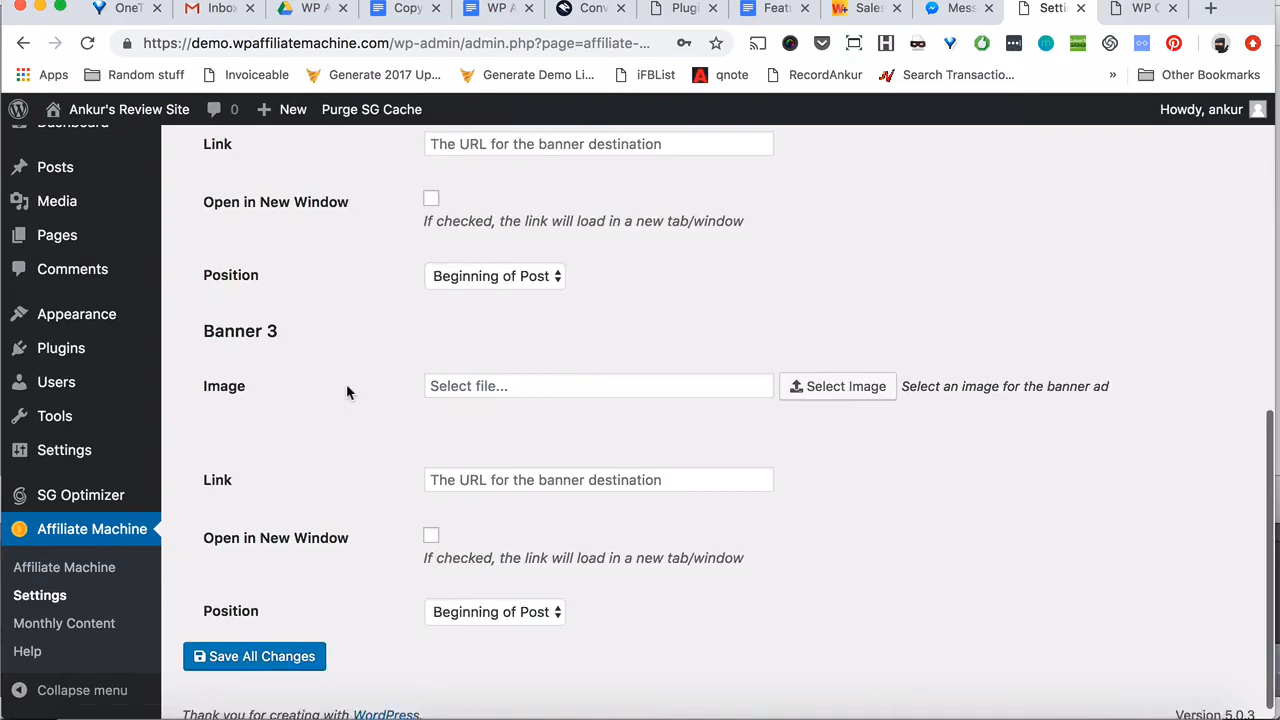 OneT
Inbo
WP A
Copy
WP A
Conv
Plugi
Featu
Sales
Mess
Setti
WP C
https://demo.wpaffiliatemachine.com/wp-admin/admin.php?page=affiliate-...
Apps
Random stuff
Invoiceable
Generate 2017 Up...
Generate Demo Li...
iFBList
qnote
RecordAnkur
Search Transactio...
»
Other Bookmarks
Ankur's Review Site
0
New
Purge SG Cache
Howdy, ankur
Dashboard
Posts
Media
Pages
Comments
Appearance
Plugins
Users
Tools
Settings
SG Optimizer
Affiliate Machine
Affiliate Machine
Settings
Monthly Content
Help
Collapse menu
Link
The URL for the banner destination
Open in New Window
If checked, the link will load in a new tab/window
Position
Beginning of Post
Banner 3
Image
Select file...
Select Image
Select an image for the banner ad
Link
The URL for the banner destination
Open in New Window
If checked, the link will load in a new tab/window
Position
Beginning of Post
Save All Changes
Thank you for creating with WordPress.
Version 5.0.3